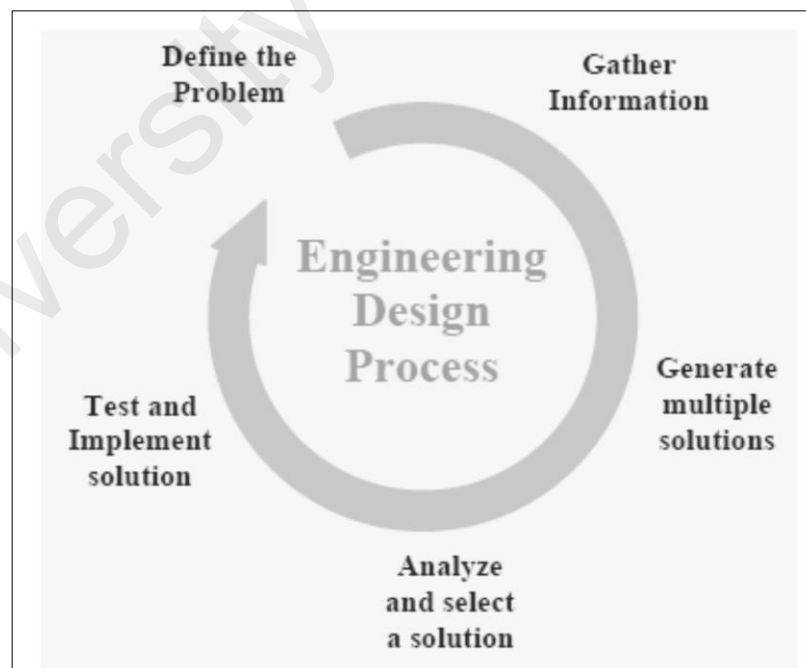 Define the
Problem
Gather
Information
Engineering
Design
Process
Generate
multiple
solutions
Test and
Implement
solution
Analyze
and select
a solution
versity